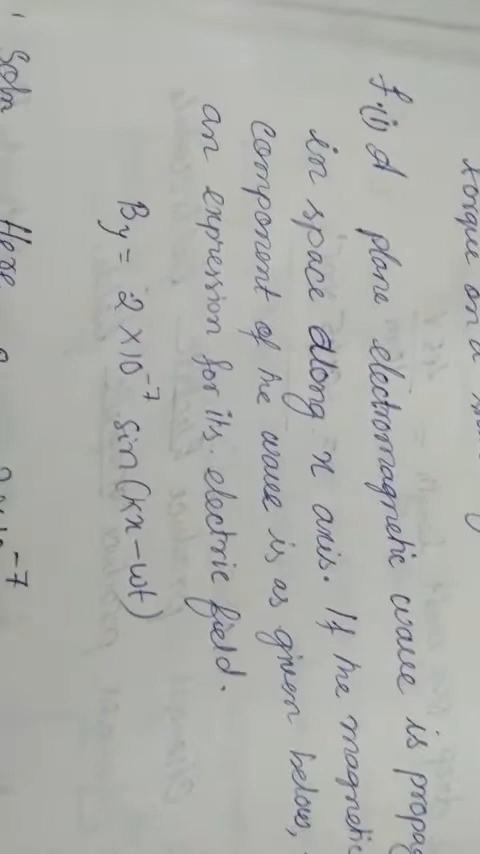 torque on a
f.(i) A plane electromagnetic wave is propag
in space along x axis. If the magnetic
component of the wave is as given below,
an expression for its electric field.
By = 2 × 10⁻⁷ sin (kx - wt)
Soln Here